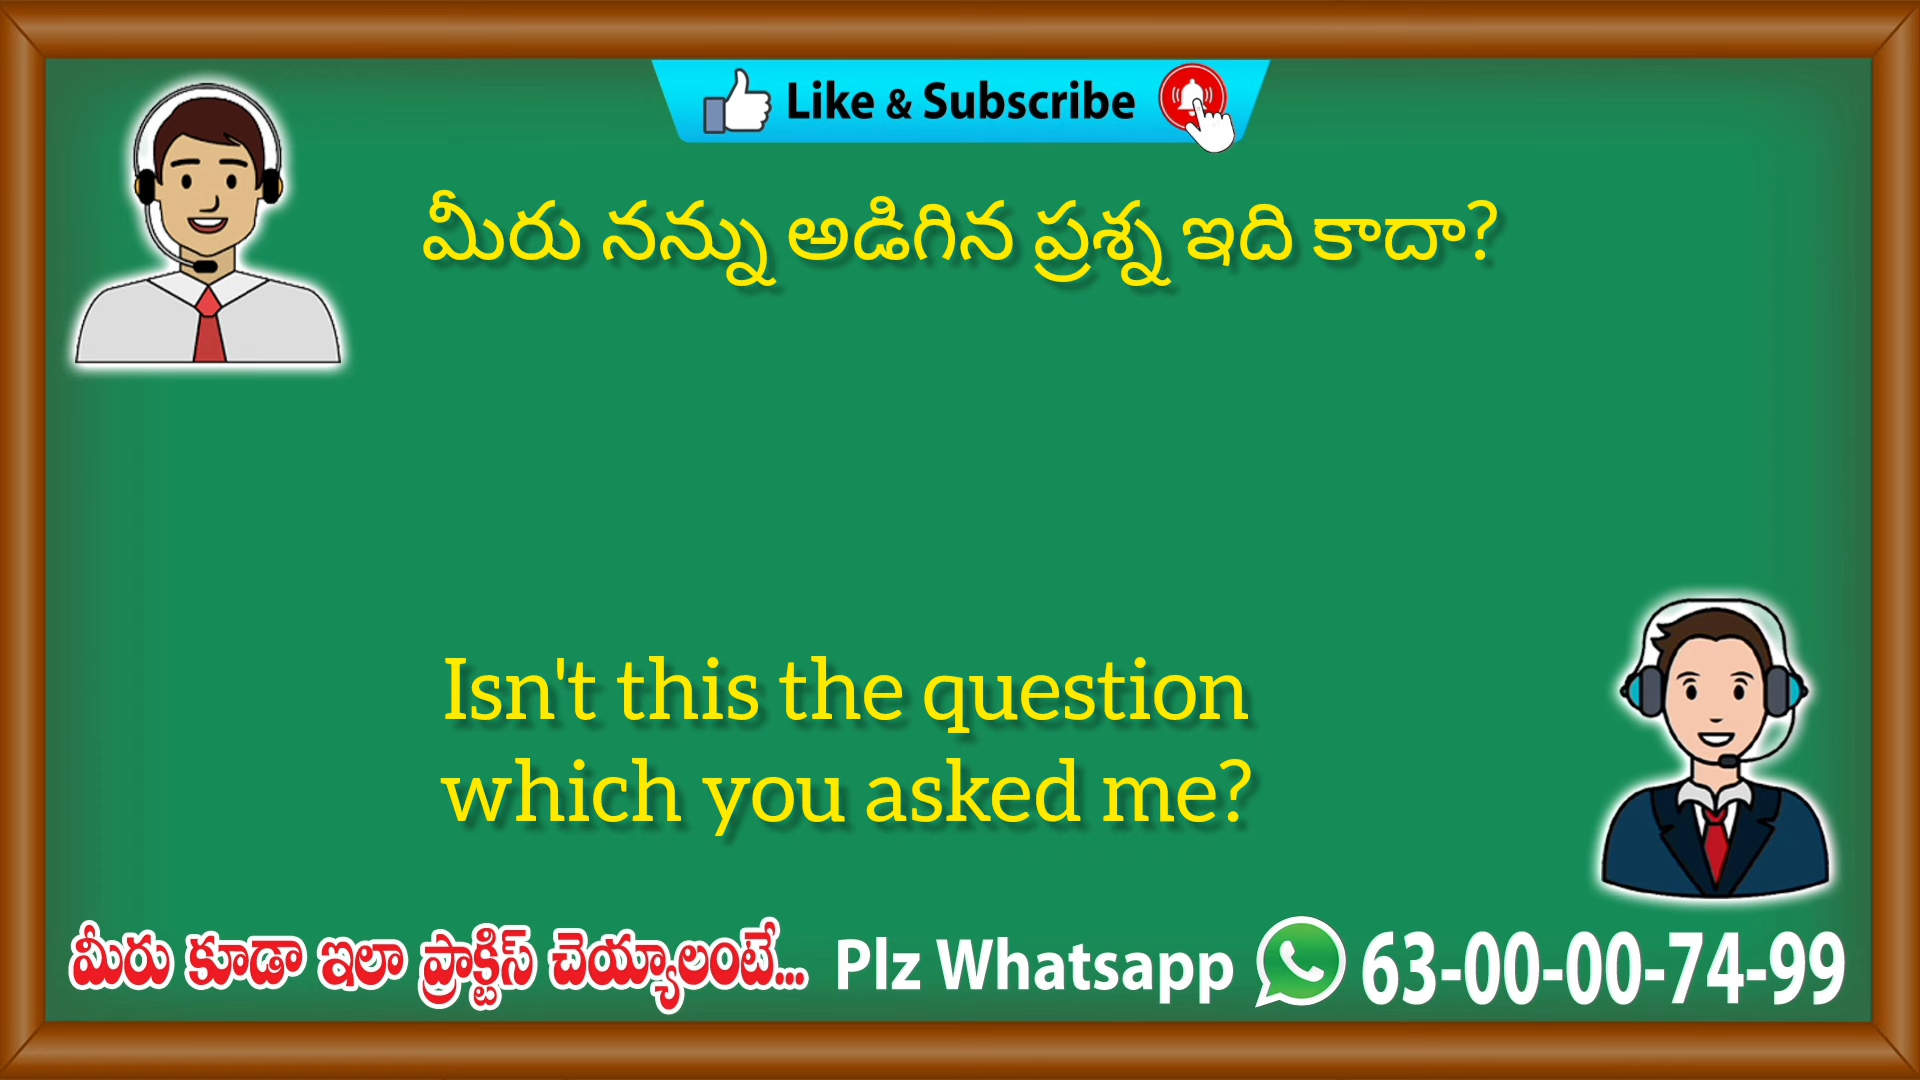 Like & Subscribe
మీరు నన్ను అడిగిన ప్రశ్న ఇది కాదా?
Isn't this the question
which you asked me?
మీరు కూడా ఇలా ప్రాక్టిస్ చెయ్యాలంటే... Plz Whatsapp 63-00-00-74-99